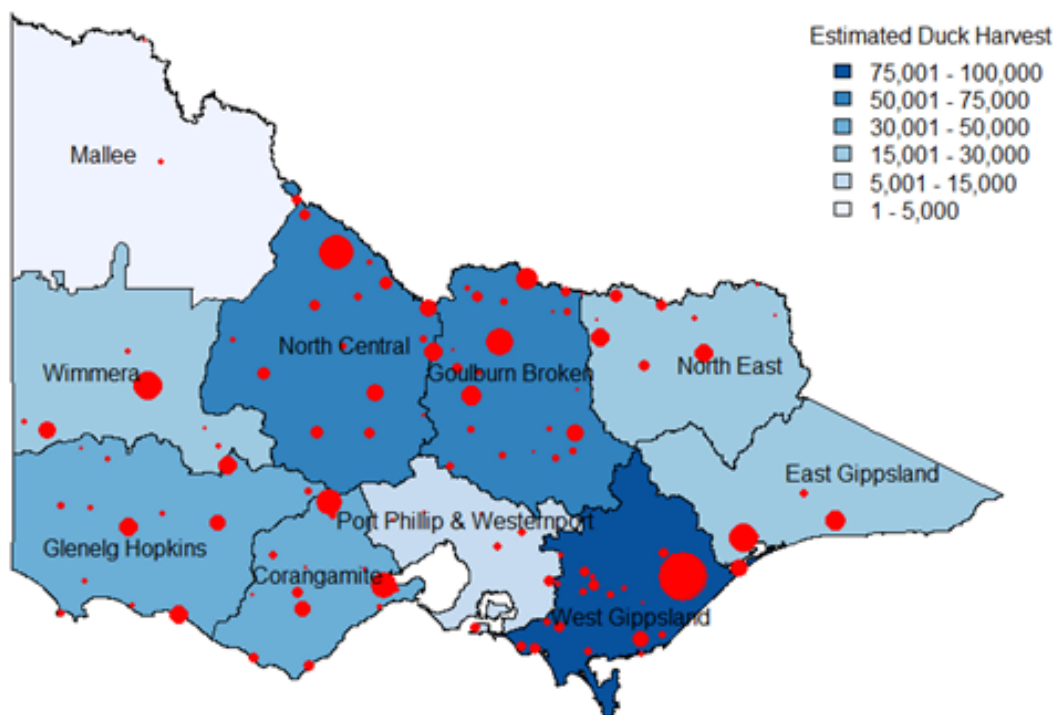 Estimated Duck Harvest
75,001 - 100,000
50,001 - 75,000
30,001 - 50,000
15,001 - 30,000
5,001 - 15,000
1 - 5,000
Mallee
North Central
Wimmera
Goulburn Broken
North East
East Gippsland
Port Phillip & Westernport
Glenelg Hopkins
Corangamite
West Gippsland